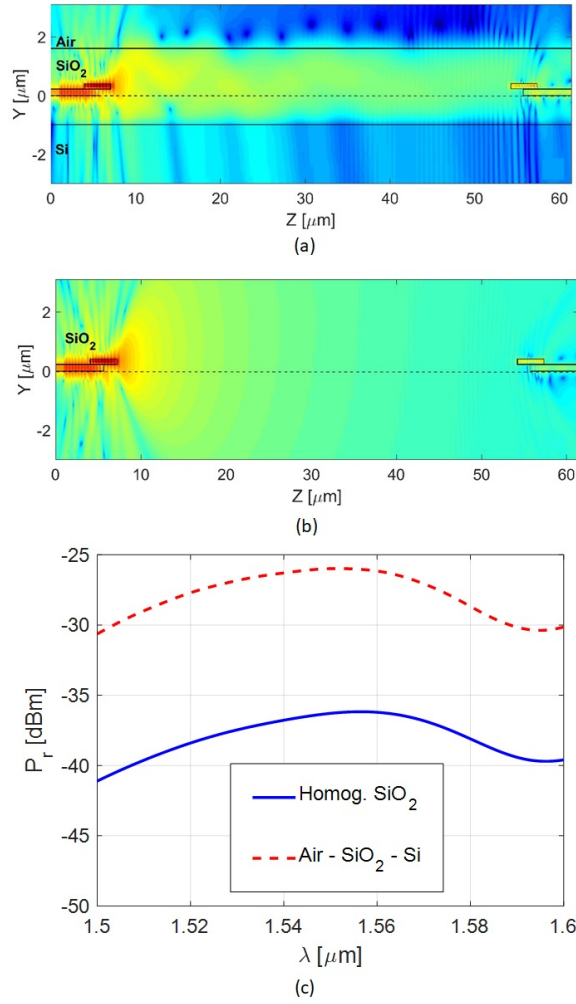 2
Air
SiO2
Y [μm]
0
-2
Si
0 10 20 30 40 50 60
Z [μm]
(a)
2
SiO2
Y [μm]
0
-2
0 10 20 30 40 50 60
Z [μm]
(b)
-25
-30
-35
-40
-45
-50
Pr [dBm]
Homog. SiO2
Air - SiO2 - Si
1.5 1.52 1.54 1.56 1.58 1.6
λ [μm]
(c)